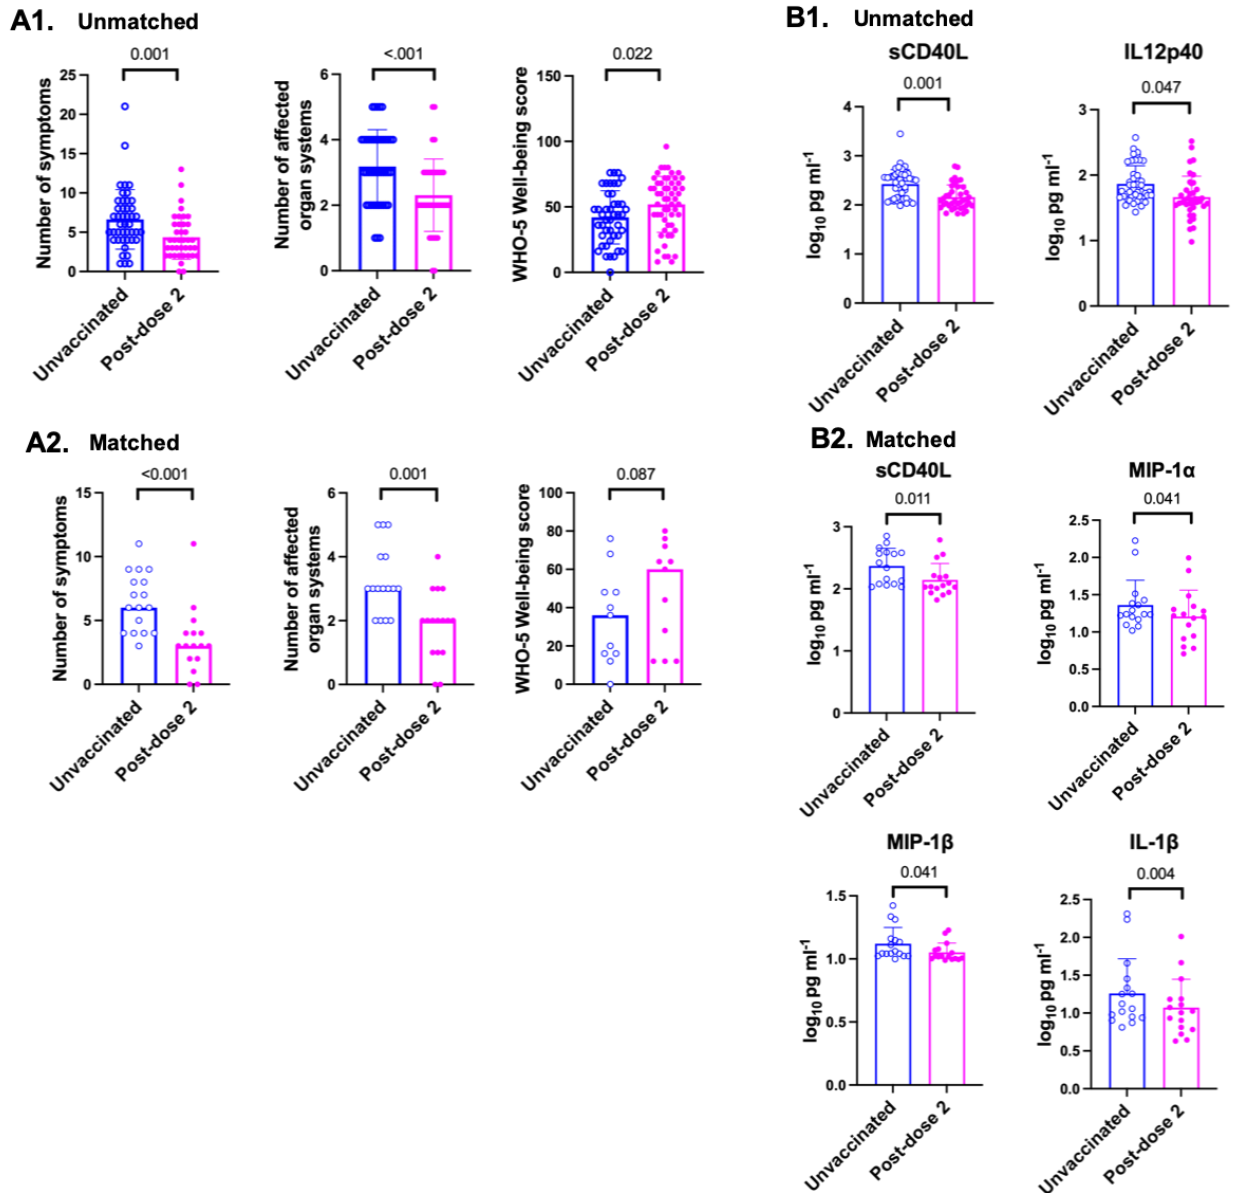 A1. Unmatched
0.001
Number of symptoms
25
20
15
10
5
0
Unvaccinated
Post-dose 2
<.001
Number of affected
organ systems
6
4
2
0
Unvaccinated
Post-dose 2
0.022
WHO-5 Well-being score
150
100
50
0
Unvaccinated
Post-dose 2
B1. Unmatched
sCD40L
0.001
log10 pg ml-1
4
3
2
1
0
Unvaccinated
Post-dose 2
IL12p40
0.047
log10 pg ml-1
3
2
1
0
Unvaccinated
Post-dose 2
A2. Matched
<0.001
Number of symptoms
15
10
5
0
Unvaccinated
Post-dose 2
0.001
Number of affected
organ systems
6
4
2
0
Unvaccinated
Post-dose 2
0.087
WHO-5 Well-being score
100
80
60
40
20
0
Unvaccinated
Post-dose 2
B2. Matched
sCD40L
0.011
log10 pg ml-1
3
2
1
0
Unvaccinated
Post-dose 2
MIP-1α
0.041
log10 pg ml-1
2.5
2.0
1.5
1.0
0.5
0.0
Unvaccinated
Post-dose 2
MIP-1β
0.041
log10 pg ml-1
1.5
1.0
0.5
0.0
Unvaccinated
Post-dose 2
IL-1β
0.004
log10 pg ml-1
2.5
2.0
1.5
1.0
0.5
0.0
Unvaccinated
Post-dose 2